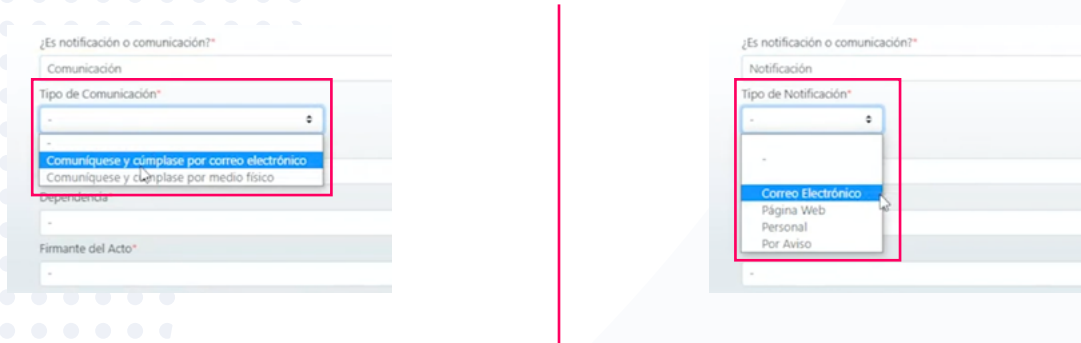 ¿Es notificación o comunicación?*
Comunicación
Tipo de Comunicación*
-
-
Comuníquese y cúmplase por correo electrónico
Comuníquese y cúmplase por medio físico
Dependencia*
-
Firmante del Acto*
-
¿Es notificación o comunicación?*
Notificación
Tipo de Notificación*
-
-
Correo Electrónico
Página Web
Personal
Por Aviso
-